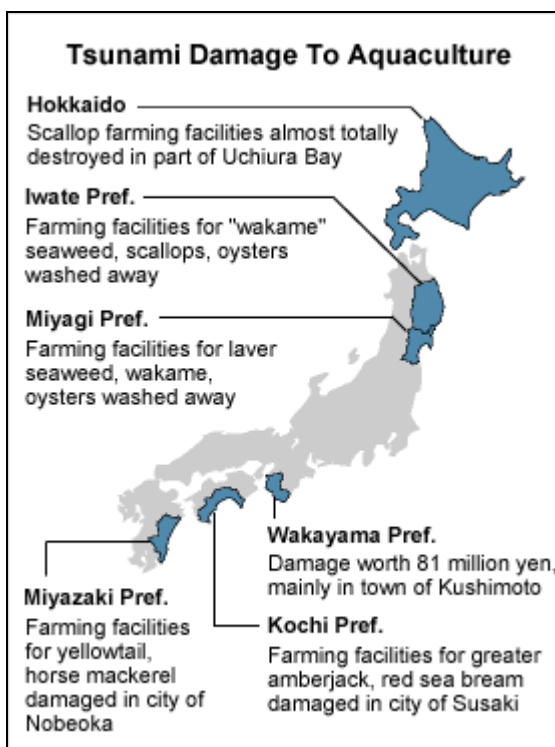 Tsunami Damage To Aquaculture
Hokkaido
Scallop farming facilities almost totally
destroyed in part of Uchiura Bay
Iwate Pref.
Farming facilities for "wakame"
seaweed, scallops, oysters
washed away
Miyagi Pref.
Farming facilities for laver
seaweed, wakame,
oysters washed away
Wakayama Pref.
Damage worth 81 million yen,
mainly in town of Kushimoto
Miyazaki Pref.
Farming facilities
for yellowtail,
horse mackerel
damaged in city of
Nobeoka
Kochi Pref.
Farming facilities for greater
amberjack, red sea bream
damaged in city of Susaki